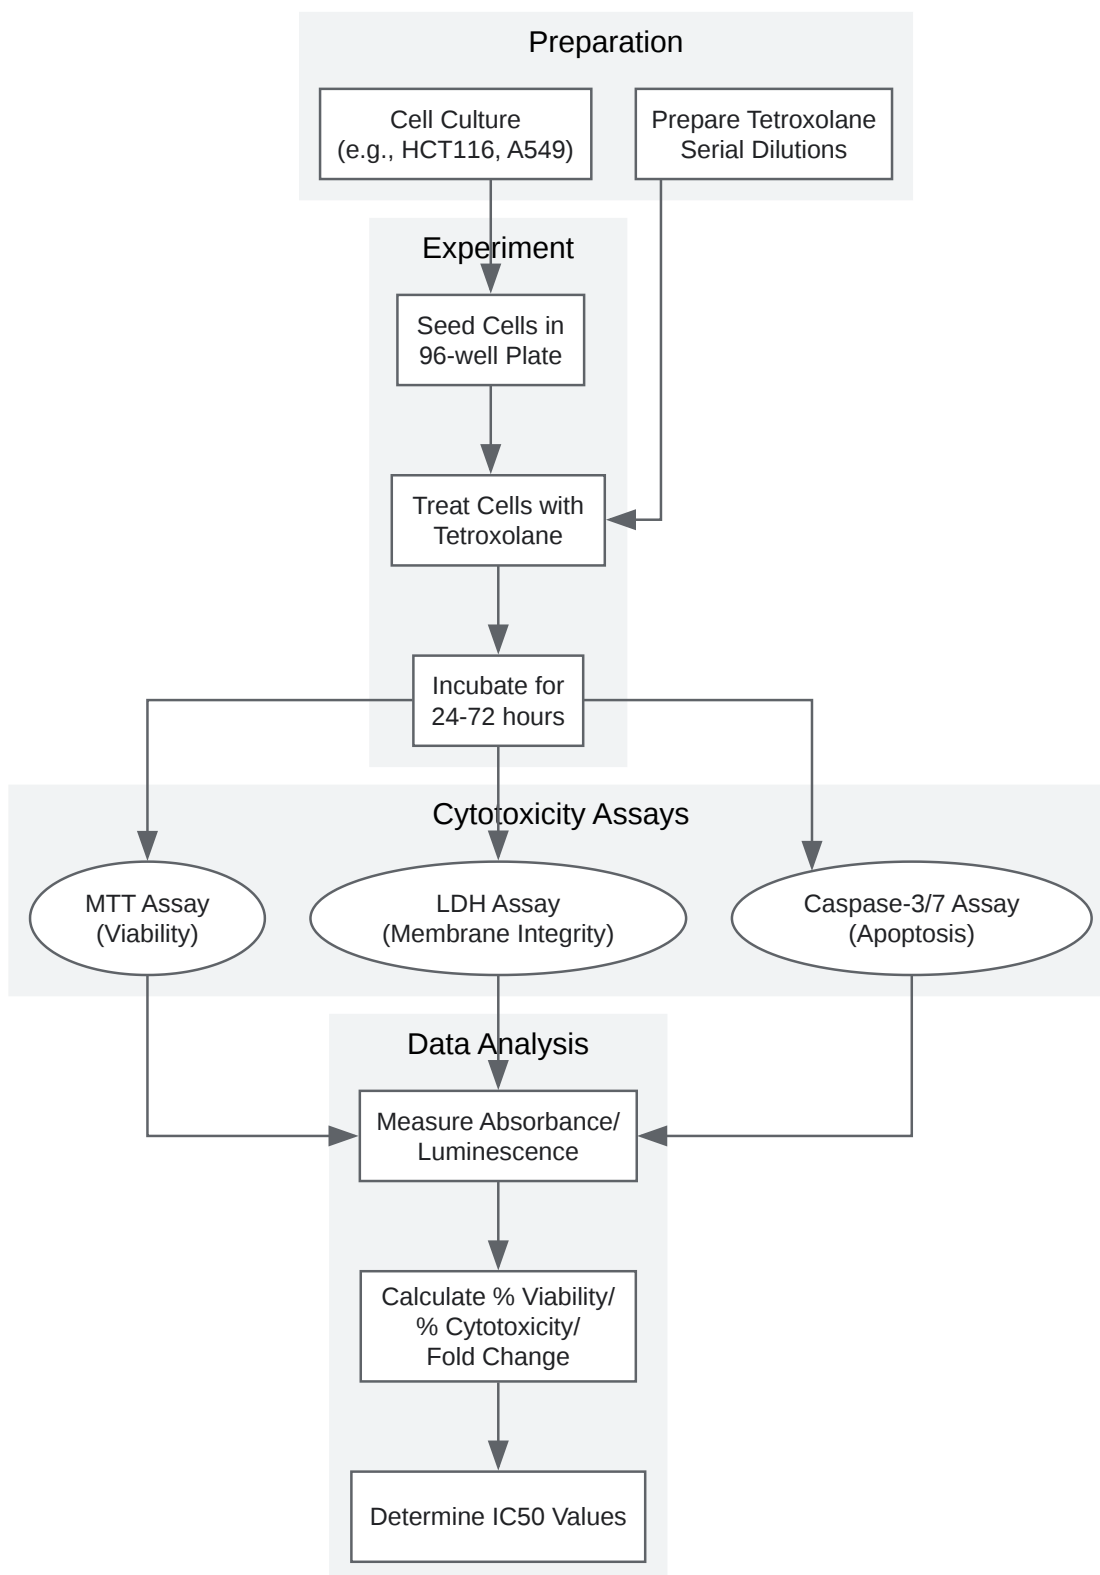 Preparation
Cell Culture
(e.g., HCT116, A549)
Prepare Tetroxolane
Serial Dilutions
Experiment
Seed Cells in
96-well Plate
Treat Cells with
Tetroxolane
Incubate for
24-72 hours
Cytotoxicity Assays
MTT Assay
(Viability)
LDH Assay
(Membrane Integrity)
Caspase-3/7 Assay
(Apoptosis)
Data Analysis
Measure Absorbance/
Luminescence
Calculate % Viability/
% Cytotoxicity/
Fold Change
Determine IC50 Values